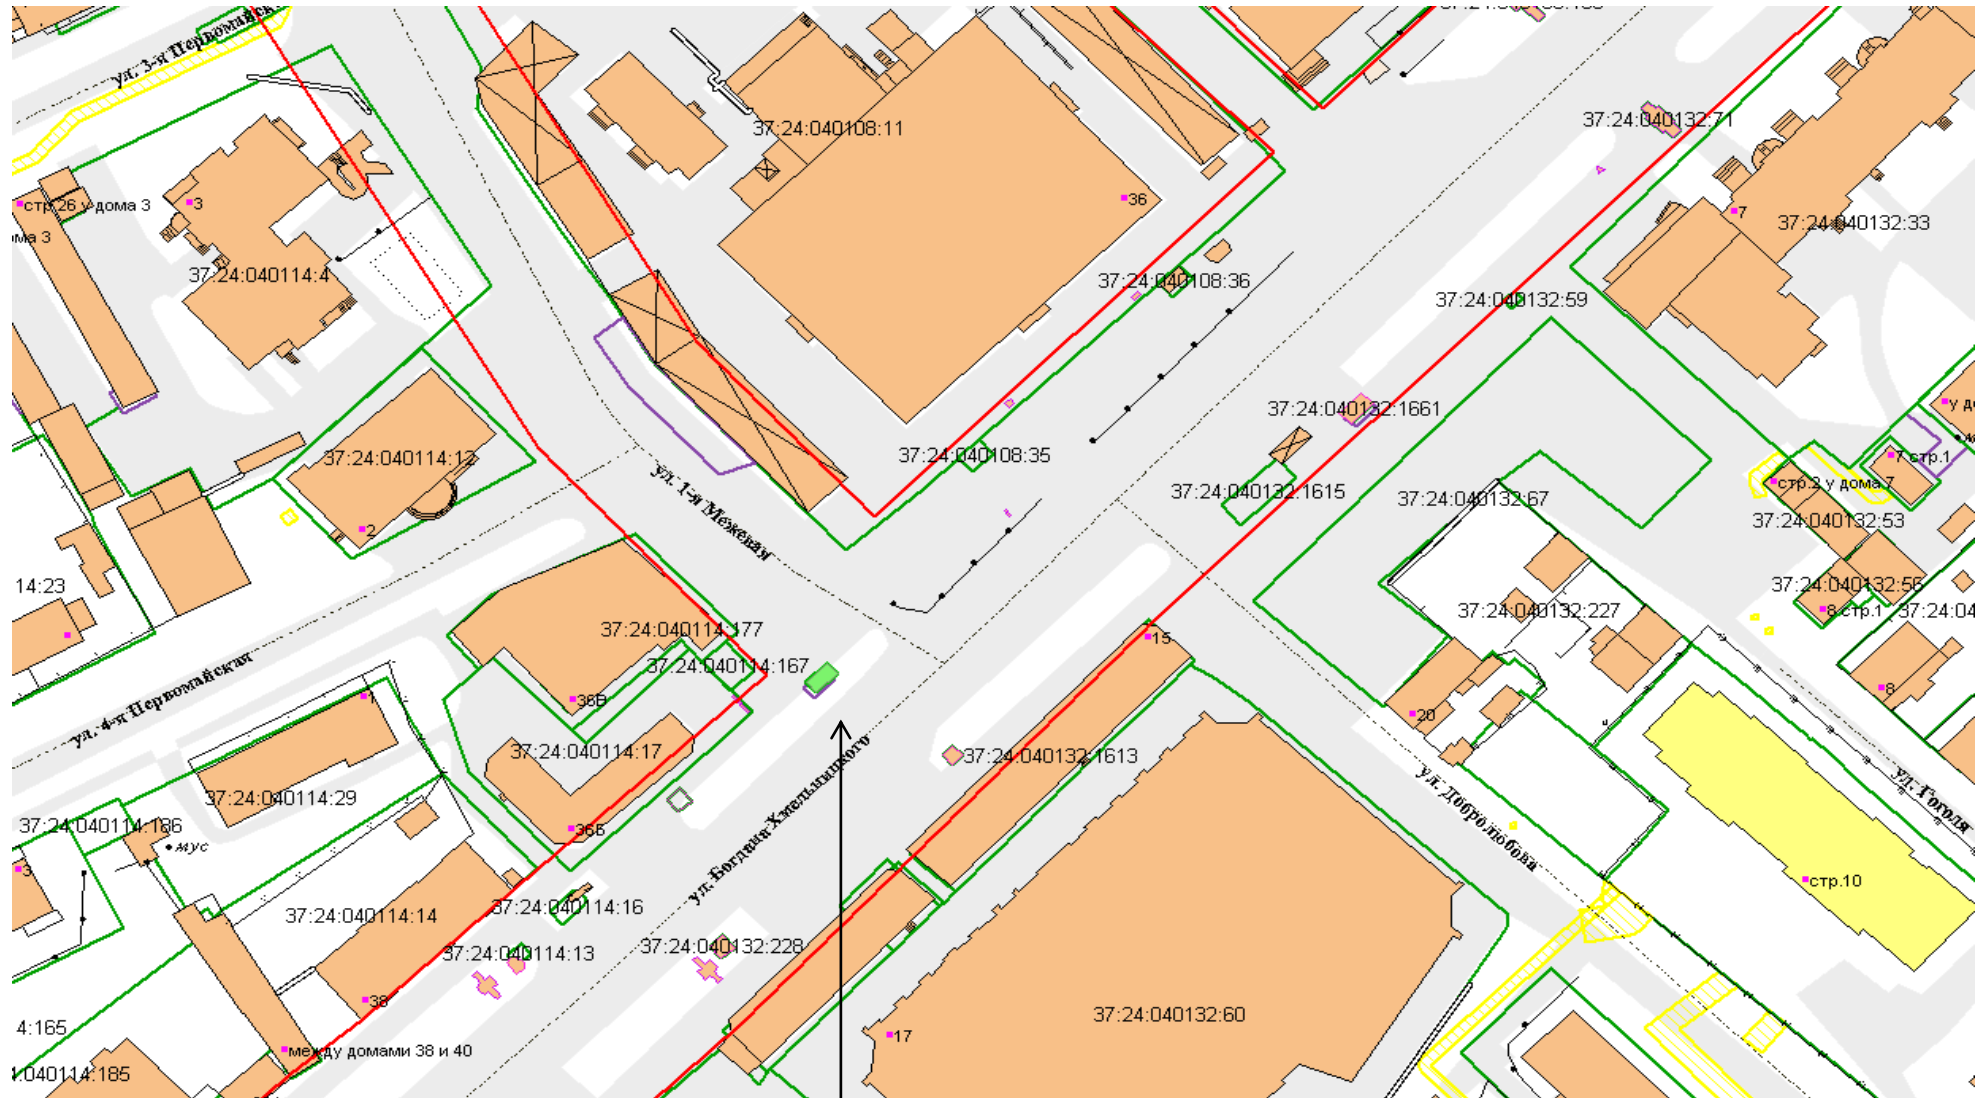 ул. 3-я Первомайская
37:24:040108:11
37:24:040132:71
стр.26 у дома 3
3
36
7
37:24:040132:33
ма 3
37:24:040114:4
37:24:040108:36
37:24:040132:59
37:24:040132:1661
37:24:040114:12
37:24:040108:35
7 стр.1
37:24:040132:1615
37:24:040132:67
стр.2 у дома 7
ул. 1-я Межевая
37:24:040132:53
2
14:23
37:24:040132:56
37:24:040132:227
8 стр.1
37:24:04
37:24:040114:177
15
37:24:040114:167
ул. 4-я Первомайская
1
36В
8
20
37:24:040114:17
37:24:040132:1613
ул. Богдана Хмельницкого
ул. Добролюбова
ул. Гоголя
37:24:040114:29
37:24:040114:186
36Б
мус
3
стр.10
37:24:040114:14
37:24:040114:16
37:24:040114:13
37:24:040132:228
38
37:24:040132:60
4:165
17
между домами 38 и 40
1:040114:185